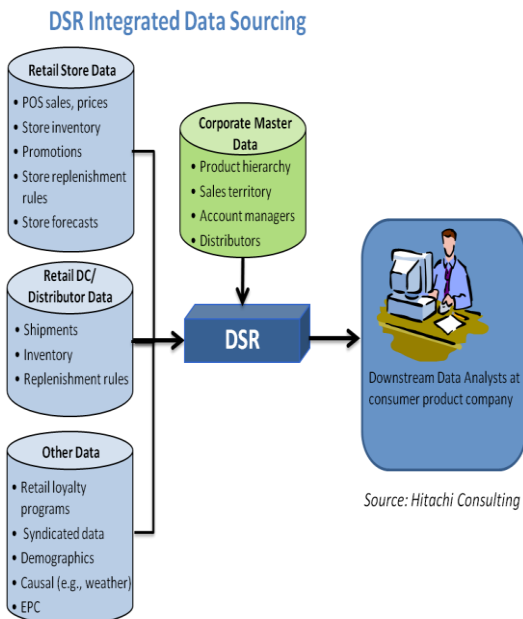 DSR Integrated Data Sourcing
Retail Store Data
• POS sales, prices
• Store inventory
• Promotions
• Store replenishment
rules
• Store forecasts
Corporate Master
Data
• Product hierarchy
• Sales territory
• Account managers
• Distributors
Retail DC/
Distributor Data
• Shipments
• Inventory
• Replenishment rules
DSR
Downstream Data Analysts at
consumer product company
Other Data
• Retail loyalty
programs
• Syndicated data
• Demographics
• Causal (e.g., weather)
• EPC
Source: Hitachi Consulting